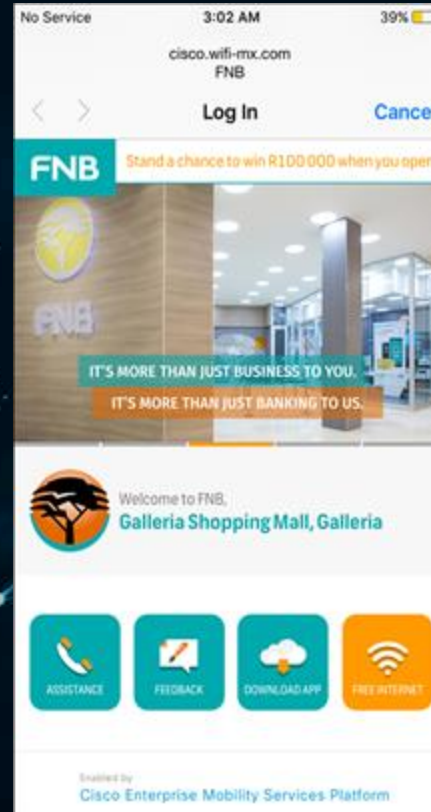 No Service 3:02 AM 39%
cisco.wifi-mx.com
FNB
Log In Cance
FNB Stand a chance to win R100 000 when you open
FNB
IT'S MORE THAN JUST BUSINESS TO YOU.
IT'S MORE THAN JUST BANKING TO US.
Welcome to FNB,
Galleria Shopping Mall, Galleria
ASSISTANCE FEEDBACK DOWNLOAD APP FREE INTERNET
Enabled by
Cisco Enterprise Mobility Services Platform